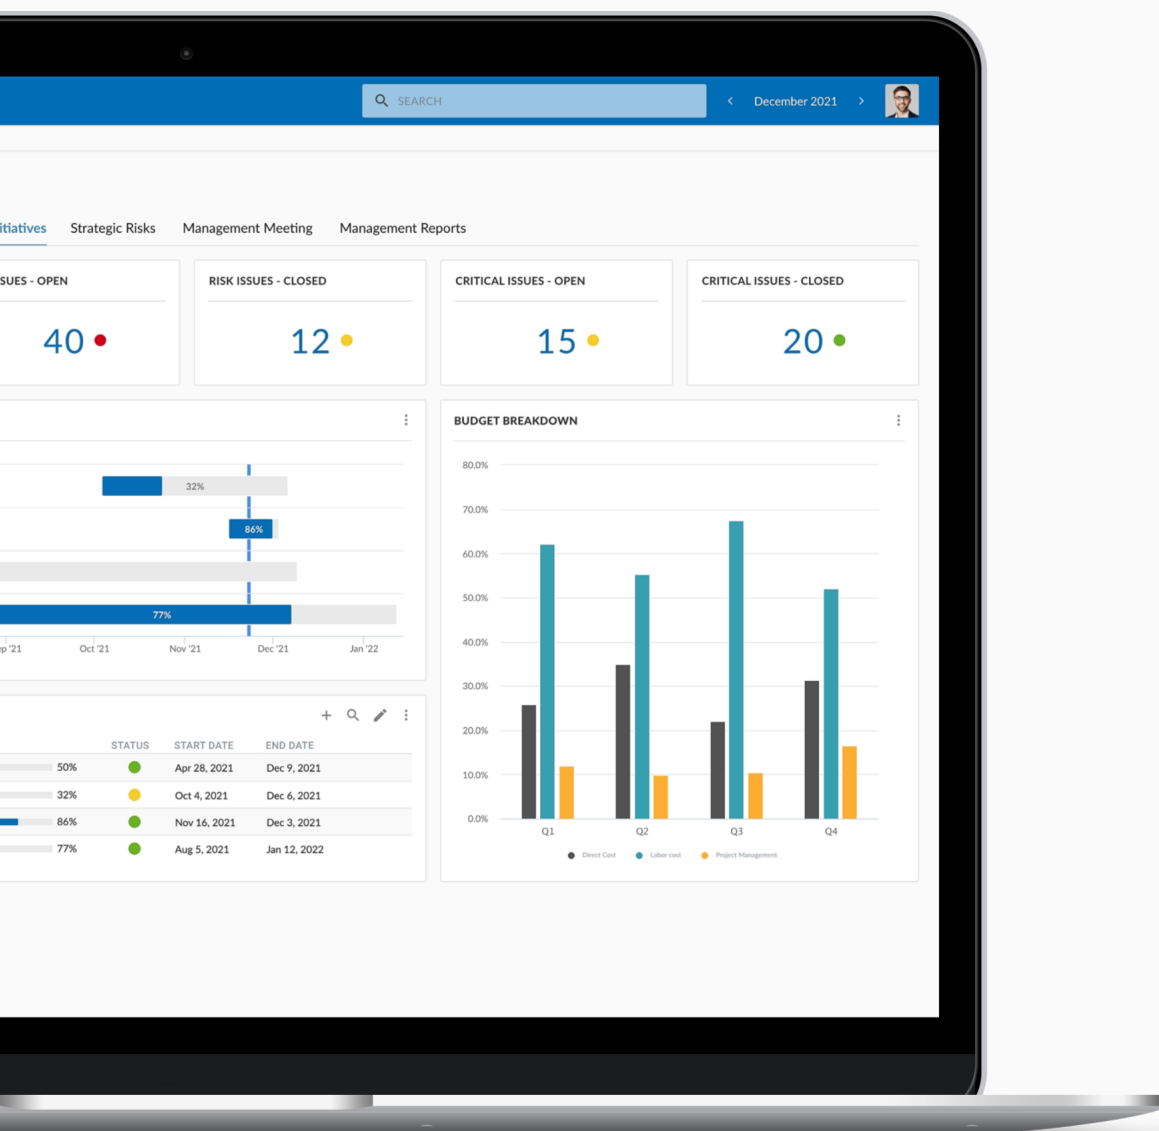 SEARCH
December 2021
Strategic Risks Management Meeting Management Reports
- OPEN
RISK ISSUES - CLOSED
CRITICAL ISSUES - OPEN
CRITICAL ISSUES - CLOSED
40
12
15
20
32%
86%
77%
'21 Oct '21 Nov '21 Dec '21 Jan '22
BUDGET BREAKDOWN
80.0%
70.0%
60.0%
50.0%
40.0%
30.0%
20.0%
10.0%
0.0%
Q1 Q2 Q3 Q4
Direct Cost Labor cost Project Management
STATUS START DATE END DATE
50% Apr 28, 2021 Dec 9, 2021
32% Oct 4, 2021 Dec 6, 2021
86% Nov 16, 2021 Dec 3, 2021
77% Aug 5, 2021 Jan 12, 2022